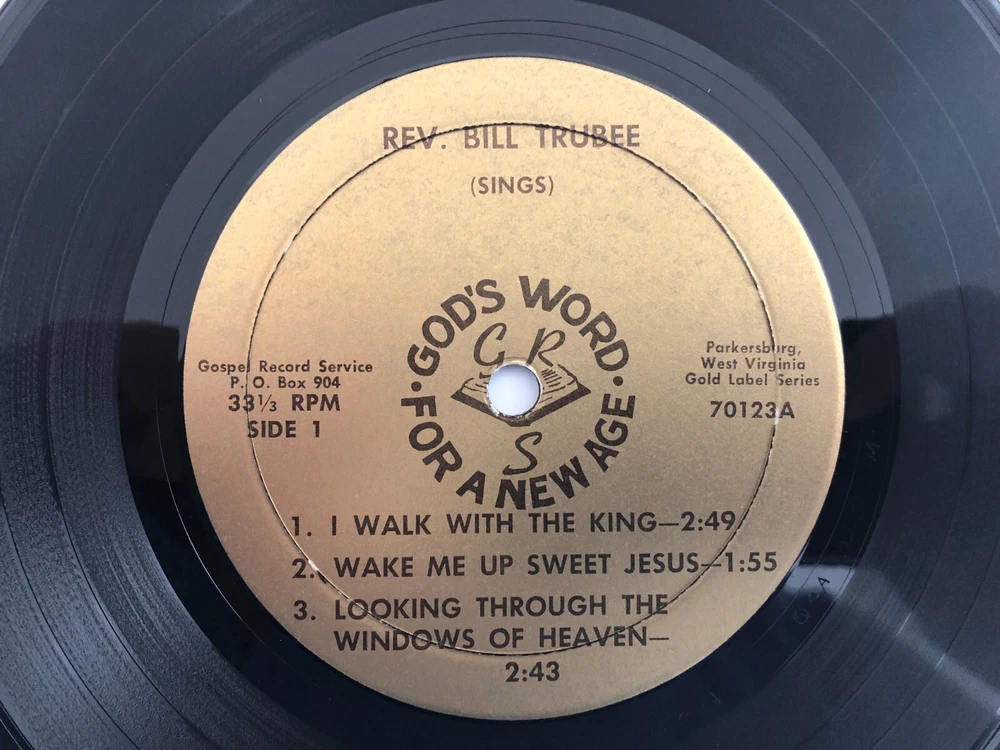 REV. BILL TRUBEE
(SINGS)
GOD'S WORD
· FOR A NEW AGE ·
G R
S
Gospel Record Service
P. O. Box 904
33⅓ RPM
SIDE 1
Parkersburg,
West Virginia
Gold Label Series
70123A
1. I WALK WITH THE KING—2:49
2. WAKE ME UP SWEET JESUS—1:55
3. LOOKING THROUGH THE
WINDOWS OF HEAVEN—
2:43